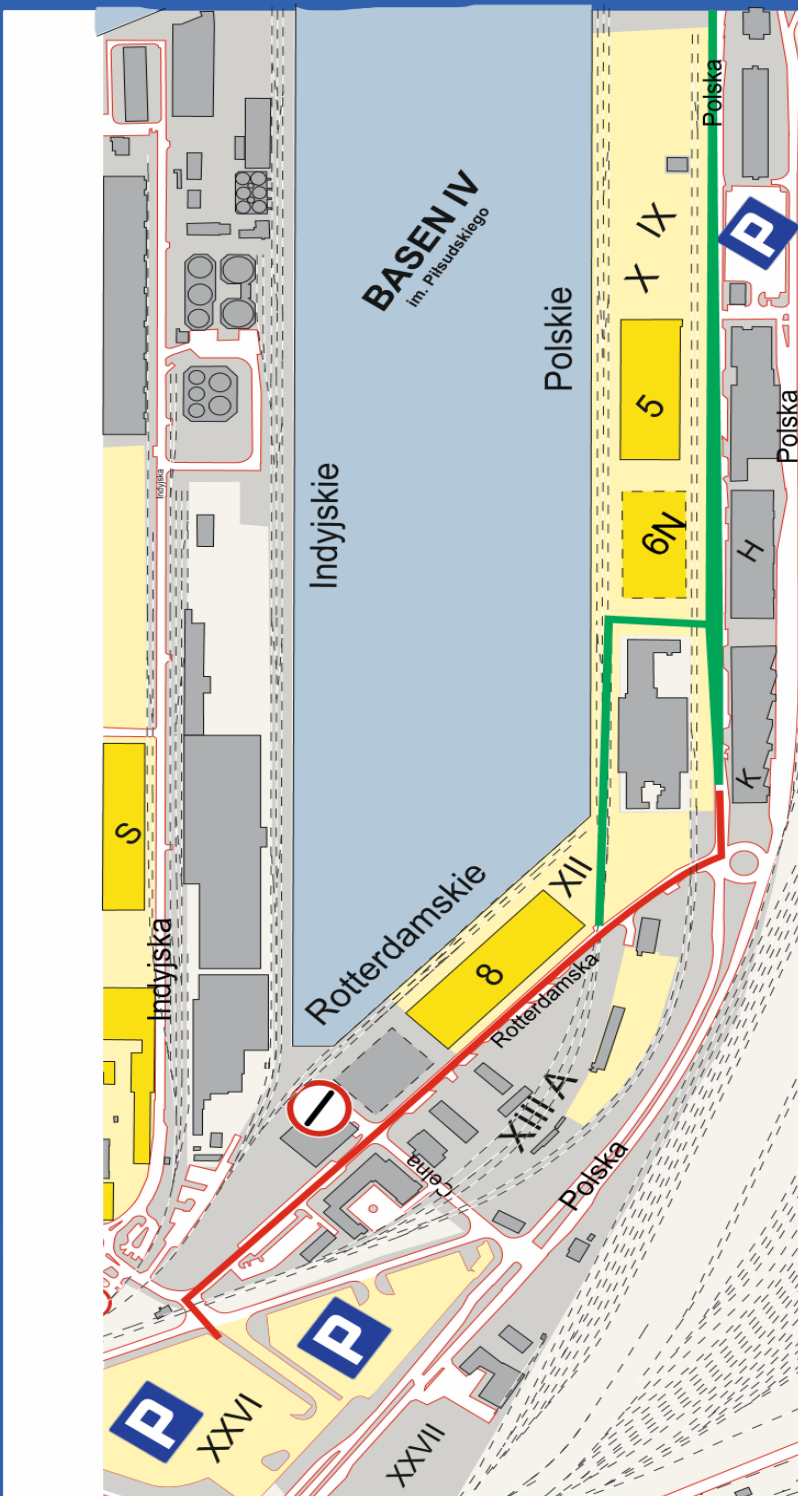 Polska
P
BASEN IV
im. Piłsudskiego
IX
X
Polskie
5
Polska
Indyjskie
Indyjska
N9
H
K
S
XII
Rotterdamskie
8
Indyjska
Rotterdamska
XIII A
Celna
Polska
P
P
XXVI
XXVII